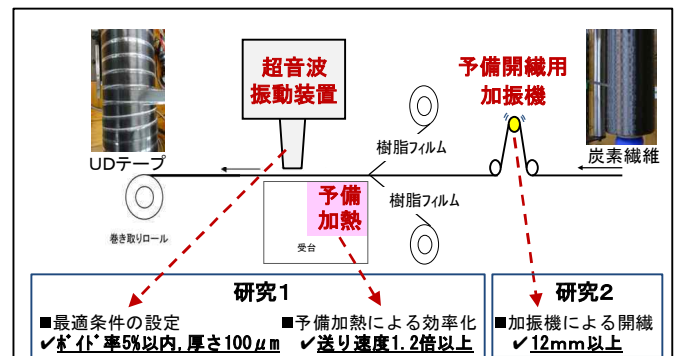 超音波
振動装置
予備開繊用
加振機
樹脂フィルム
炭素繊維
UDテープ
予備
加熱
樹脂フィルム
巻き取りロール
受台
研究1
■最適条件の設定
✔ボイド率5%以内,厚さ100μm
■予備加熱による効率化
✔送り速度1.2倍以上
研究2
■加振機による開繊
✔12mm以上